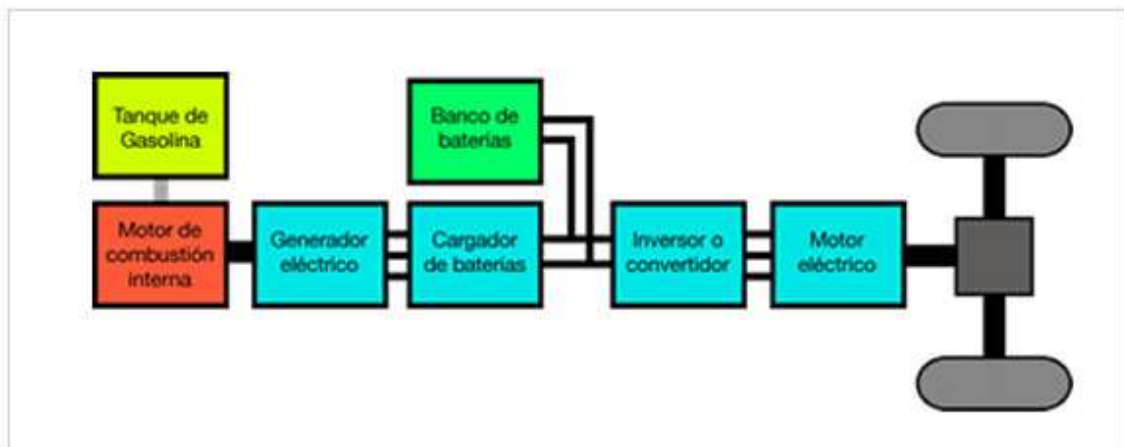 Tanque de
Gasolina
Banco de
baterías
Motor de
combustión
interna
Generador
eléctrico
Cargador
de baterías
Inversor o
convertidor
Motor
eléctrico